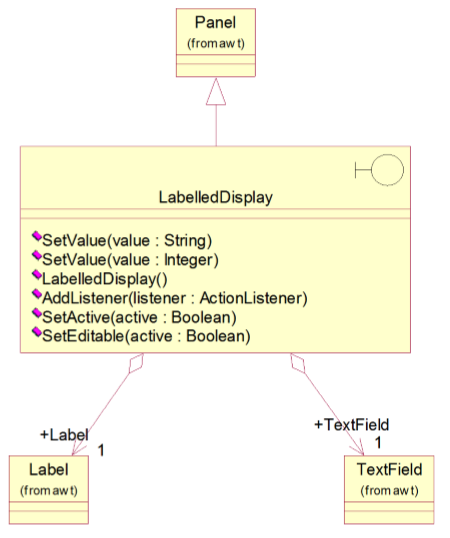 Panel
(from awt)
LabelledDisplay
SetValue(value : String)
SetValue(value : Integer)
LabelledDisplay()
AddListener(listener : ActionListener)
SetActive(active : Boolean)
SetEditable(active : Boolean)
+Label
1
+TextField
1
Label
(from awt)
TextField
(from awt)